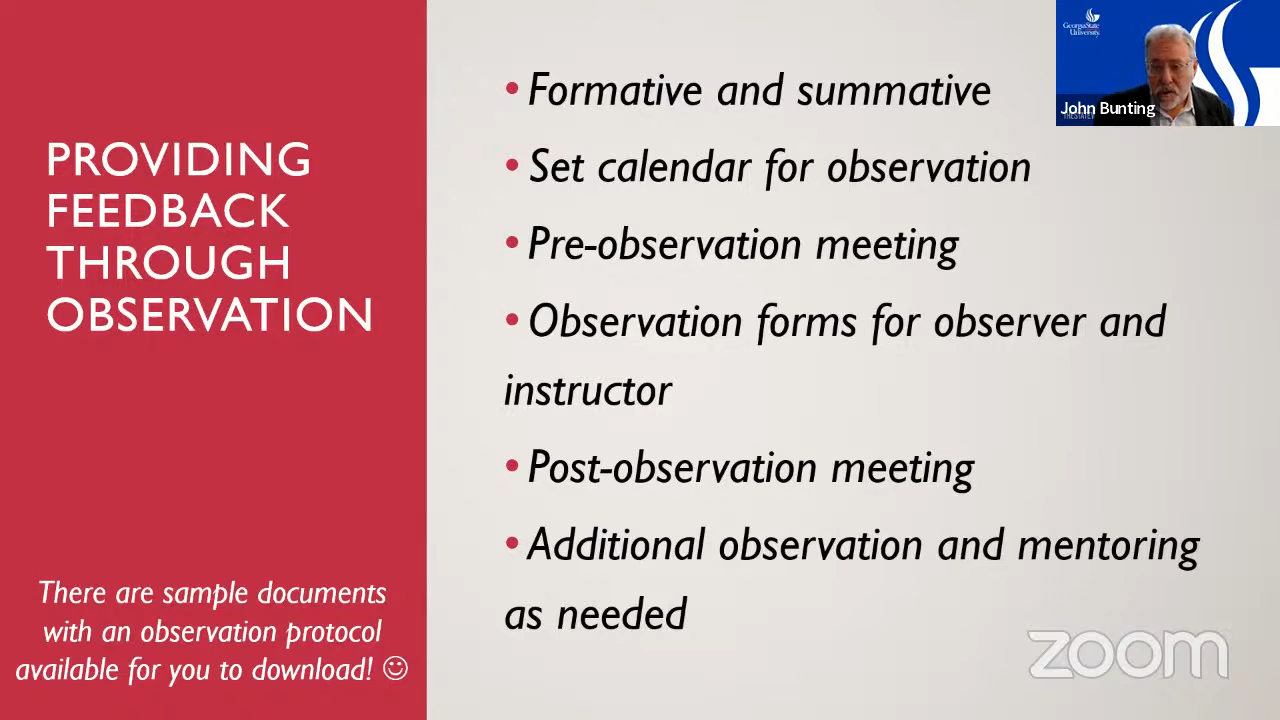 PROVIDING
FEEDBACK
THROUGH
OBSERVATION
There are sample documents
with an observation protocol
available for you to download! ☺
• Formative and summative
• Set calendar for observation
• Pre-observation meeting
• Observation forms for observer and
instructor
• Post-observation meeting
• Additional observation and mentoring
as needed
GeorgiaState
University
John Bunting
zoom